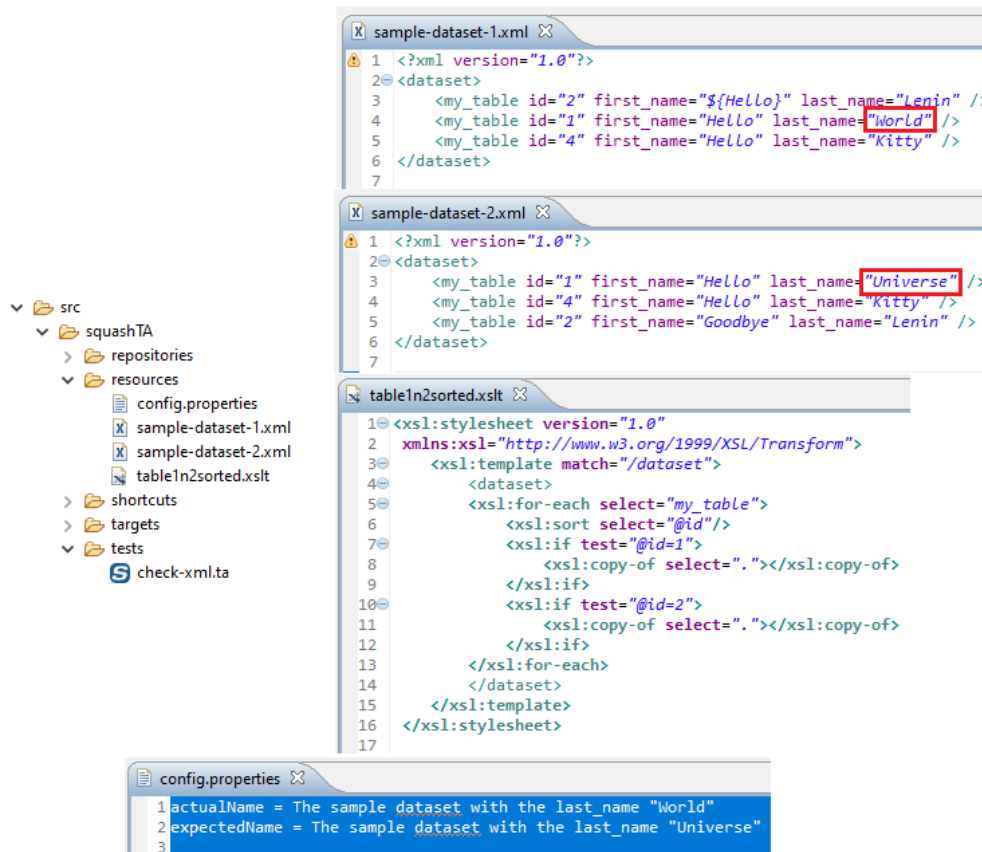 sample-dataset-1.xml
1 <?xml version="1.0"?>
2 <dataset>
3 <my_table id="2" first_name="${Hello}" last_name="Lenin" />
4 <my_table id="1" first_name="Hello" last_name="World" />
5 <my_table id="4" first_name="Hello" last_name="Kitty" />
6 </dataset>
7
sample-dataset-2.xml
1 <?xml version="1.0"?>
2 <dataset>
3 <my_table id="1" first_name="Hello" last_name="Universe" />
4 <my_table id="4" first_name="Hello" last_name="Kitty" />
5 <my_table id="2" first_name="Goodbye" last_name="Lenin" />
6 </dataset>
7
src
squashTA
repositories
resources
config.properties
sample-dataset-1.xml
sample-dataset-2.xml
table1n2sorted.xslt
shortcuts
targets
tests
check-xml.ta
table1n2sorted.xslt
1 <xsl:stylesheet version="1.0"
2 xmlns:xsl="http://www.w3.org/1999/XSL/Transform">
3 <xsl:template match="/dataset">
4 <dataset>
5 <xsl:for-each select="my_table">
6 <xsl:sort select="@id"/>
7 <xsl:if test="@id=1">
8 <xsl:copy-of select="."></xsl:copy-of>
9 </xsl:if>
10 <xsl:if test="@id=2">
11 <xsl:copy-of select="."></xsl:copy-of>
12 </xsl:if>
13 </xsl:for-each>
14 </dataset>
15 </xsl:template>
16 </xsl:stylesheet>
17
config.properties
1 actualName = The sample dataset with the last_name "World"
2 expectedName = The sample dataset with the last_name "Universe"
3